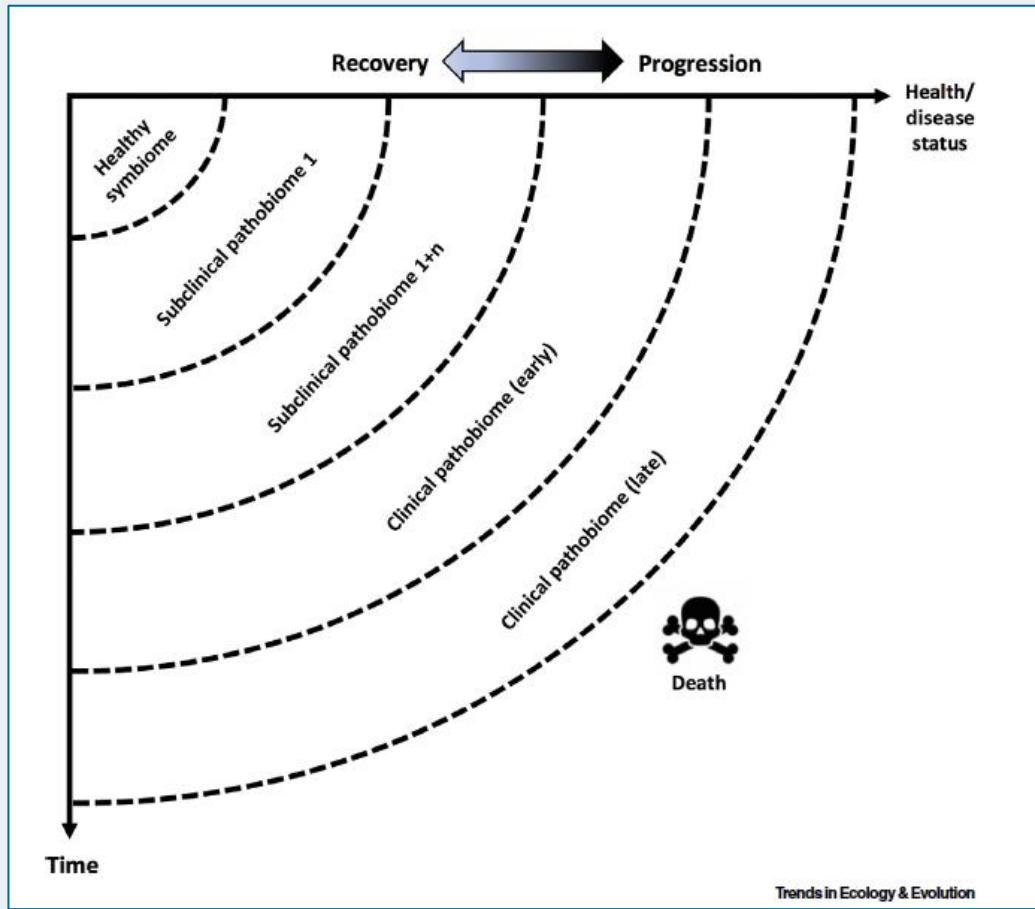 Recovery
Progression
Health/
disease
status
Healthy
symbiome
Subclinical pathobiome 1
Subclinical pathobiome 1+n
Clinical pathobiome (early)
Clinical pathobiome (late)
Death
Time
Trends in Ecology & Evolution